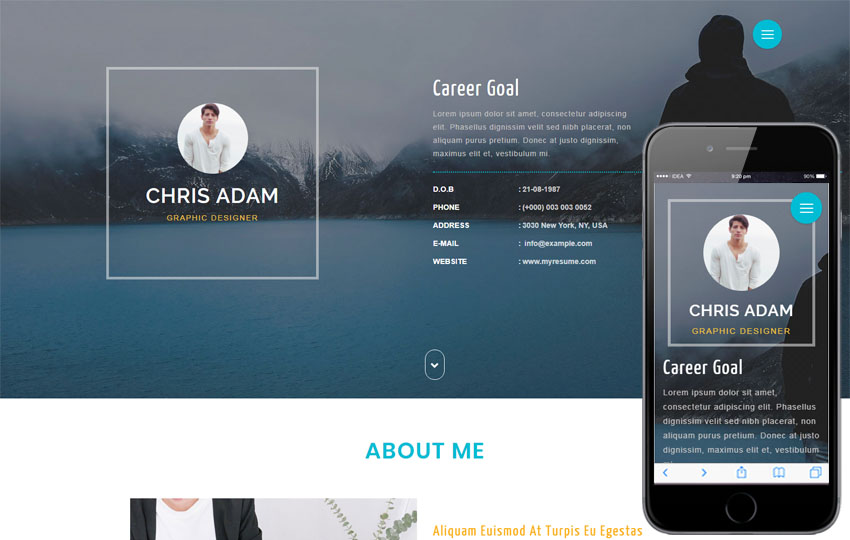 CHRIS ADAM
GRAPHIC DESIGNER
Career Goal
Lorem ipsum dolor sit amet, consectetur adipiscing
elit. Phasellus dignissim velit sed nibh placerat, non
aliquam purus pretium. Donec at justo dignissim,
maximus elit et, vestibulum mi.
D.O.B : 21-08-1987
PHONE : (+000) 003 003 0052
ADDRESS : 3030 New York, NY, USA
E-MAIL : info@example.com
WEBSITE : www.myresume.com
ABOUT ME
Aliquam Euismod At Turpis Eu Egestas
IDEA 9:20 pm 90%
CHRIS ADAM
GRAPHIC DESIGNER
Career Goal
Lorem ipsum dolor sit amet,
consectetur adipiscing elit. Phasellus
dignissim velit sed nibh placerat, non
aliquam purus pretium. Donec at justo
dignissim, maximus elit et, vestibulum